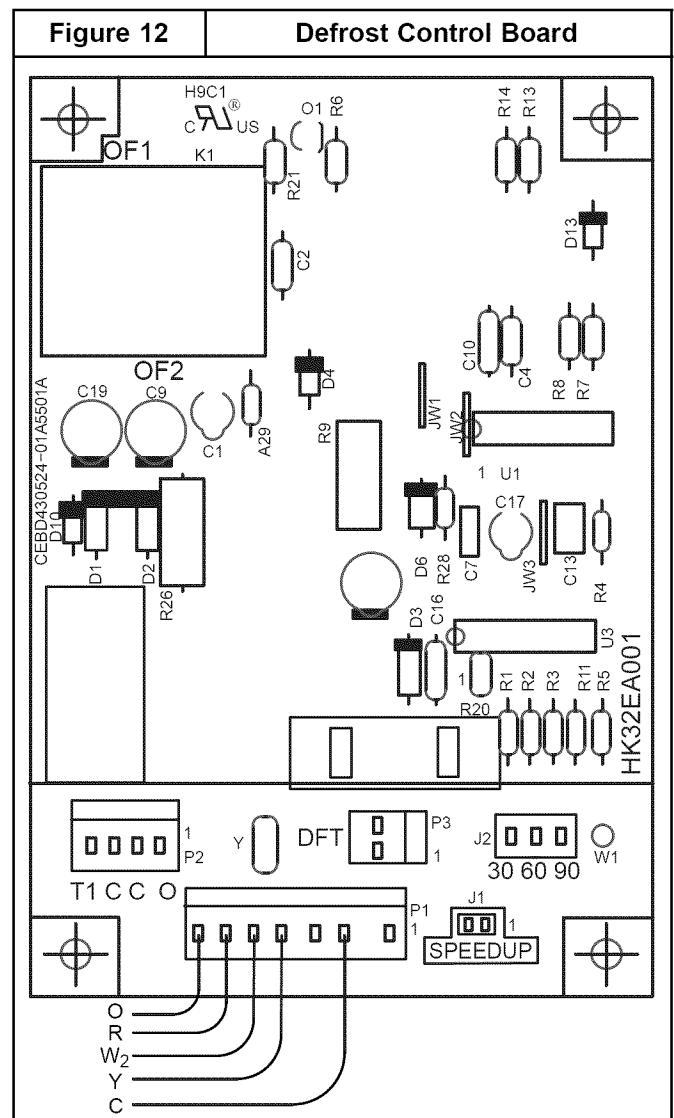 Figure 12
Defrost Control Board
H9C1
C US ®
O1
R6
R14
R13
OF1
K1
R21
D13
C2
C10
C4
R8
R7
OF2
D4
C19
C9
C1
A29
R9
JW1
JW2
1 U1
CEBD430524-01A5501A
D10
D1
D2
R26
D6
R28
C7
C17
JW3
C13
R4
D3
C16
U3
1
R20
R1
R2
R3
R11
R5
HK32EA001
1
P2
T1 C C O
Y
DFT
P3
1
J2
30 60 90
W1
P1
1
J1
1
SPEEDUP
O
R
W2
Y
C